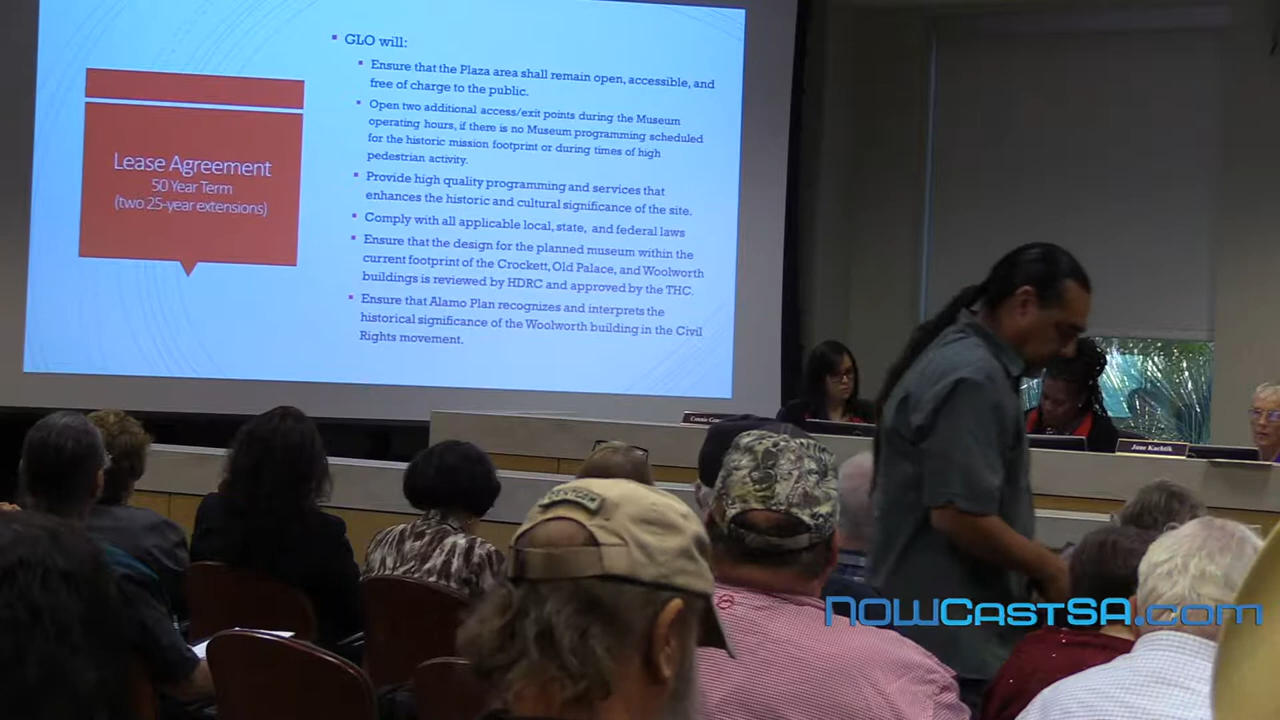 GLO will:
Ensure that the Plaza area shall remain open, accessible, and
free of charge to the public.
Open two additional access/exit points during the Museum
operating hours, if there is no Museum programming scheduled
for the historic mission footprint or during times of high
pedestrian activity.
Provide high quality programming and services that
enhances the historic and cultural significance of the site.
Comply with all applicable local, state, and federal laws
Ensure that the design for the planned museum within the
current footprint of the Crockett, Old Palace, and Woolworth
buildings is reviewed by HDRC and approved by the THC.
Ensure that Alamo Plan recognizes and interprets the
historical significance of the Woolworth building in the Civil
Rights movement.
Lease Agreement
50 Year Term
(two 25-year extensions)
Connie
June Kachtik
NOWCastSA.com